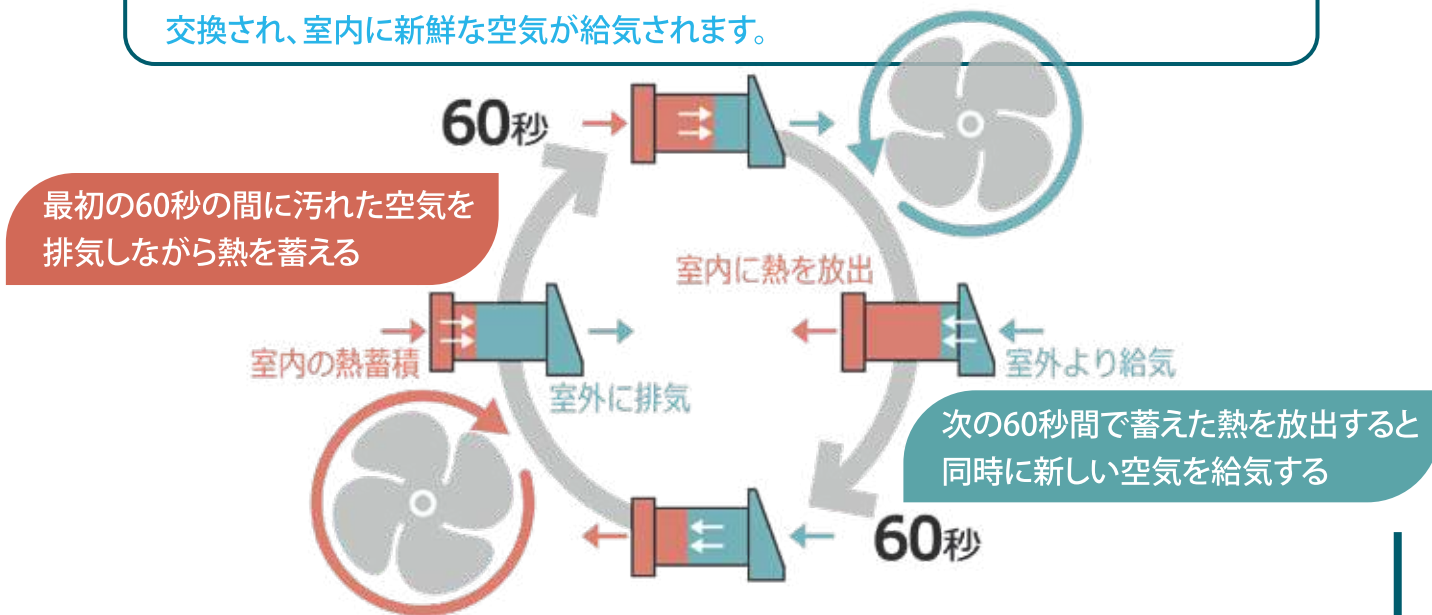 交換され、室内に新鮮な空気が給気されます。
60秒
最初の60秒の間に汚れた空気を
排気しながら熱を蓄える
室内に熱を放出
室内の熱蓄積
室外に排気
室外より給気
次の60秒間で蓄えた熱を放出すると
同時に新しい空気を給気する
60秒